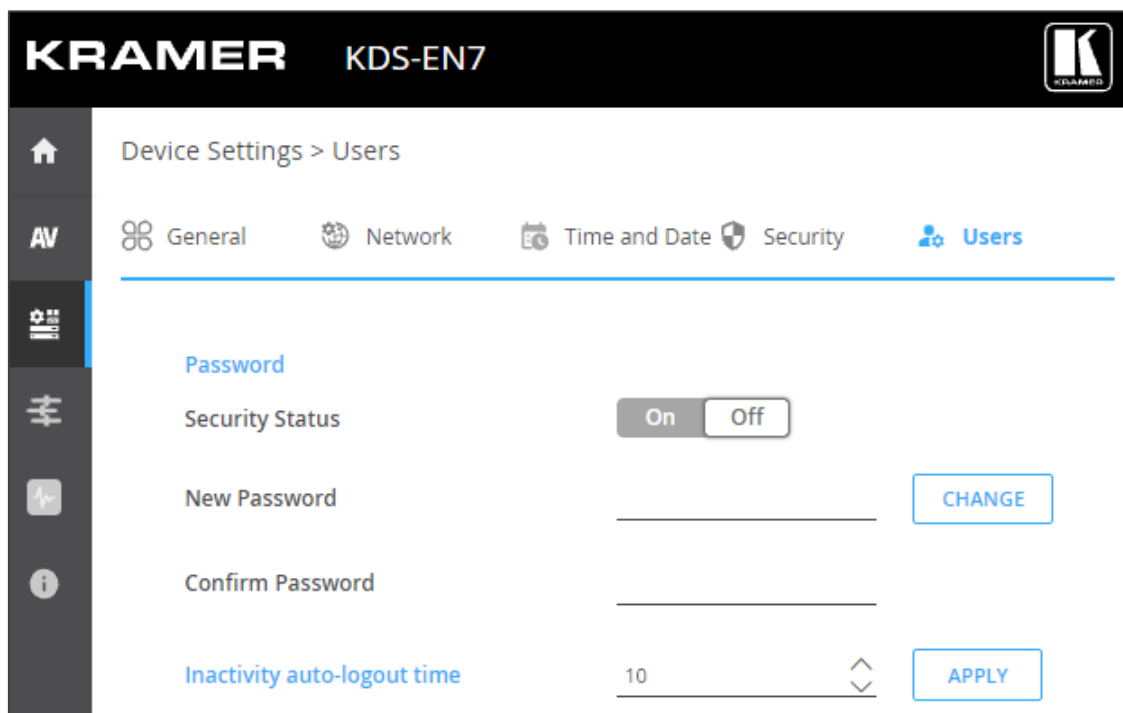 KRAMER KDS-EN7 KRAMER
Device Settings > Users
AV General Network Time and Date Security Users
Password
Security Status On Off
New Password CHANGE
Confirm Password
Inactivity auto-logout time 10 APPLY